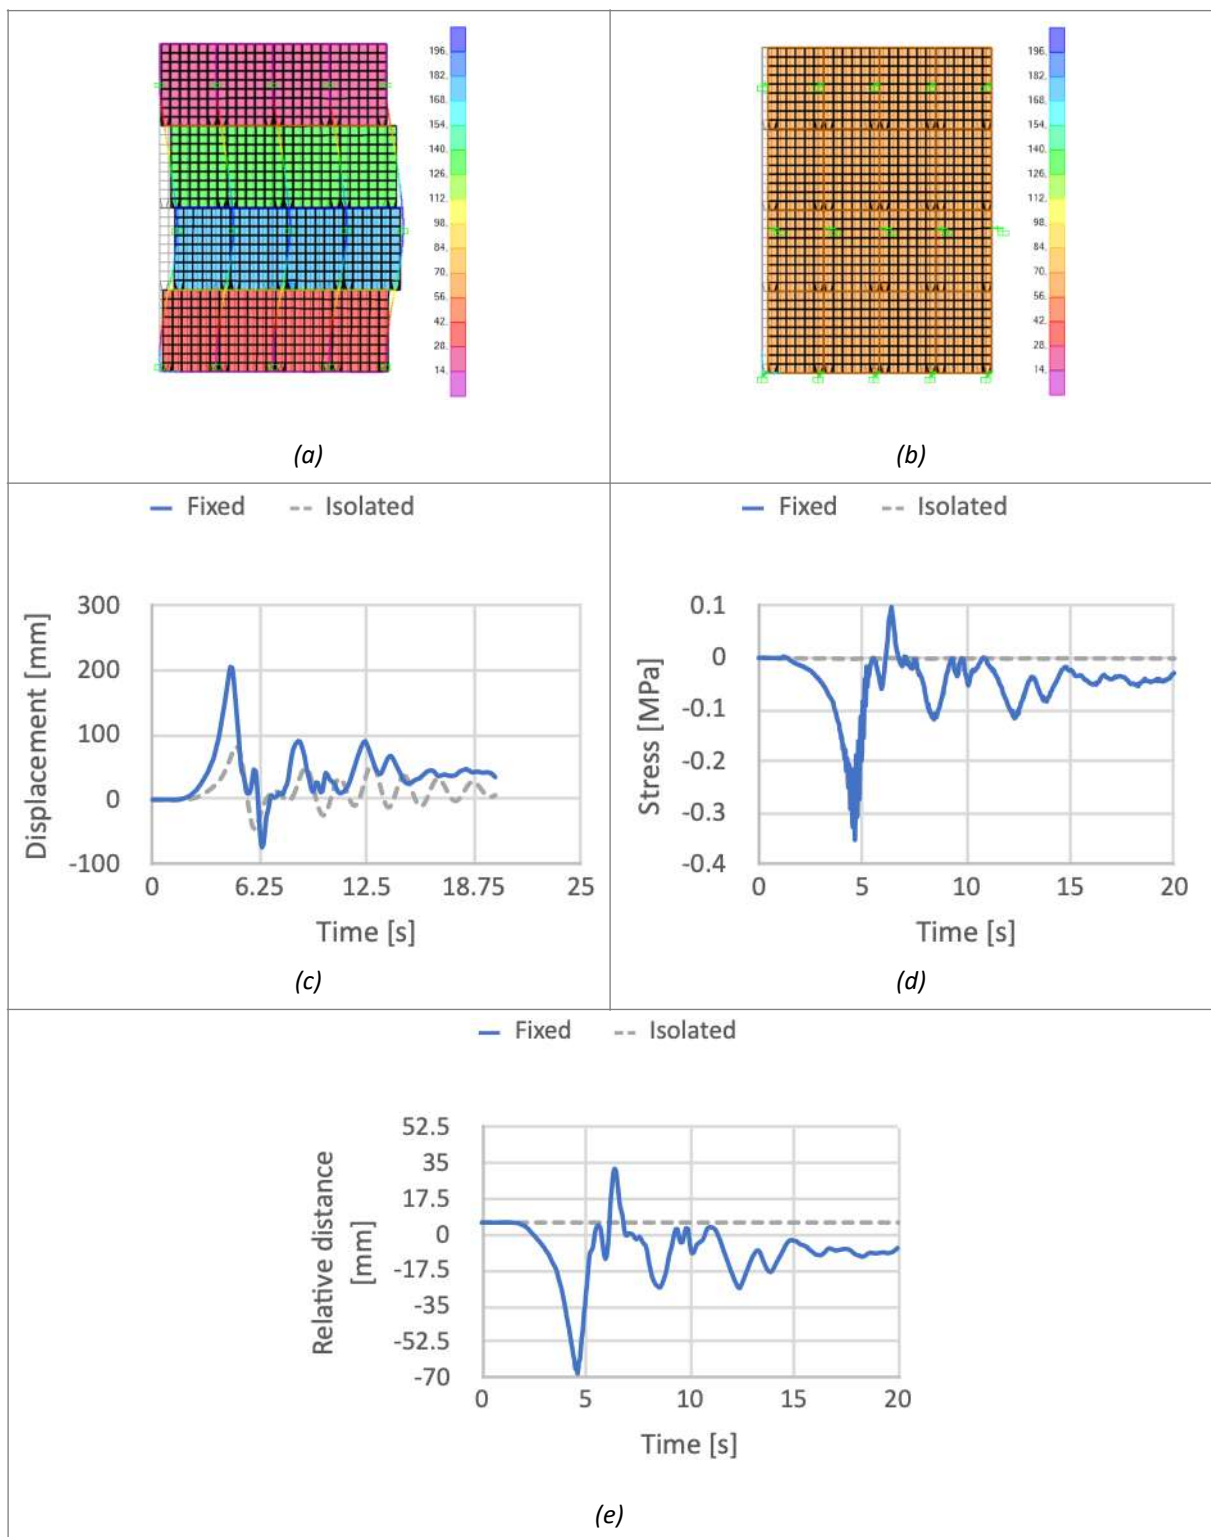 196.
182.
168.
154.
140.
126.
112.
98.
84.
70.
56.
42.
28.
14.
(a)
196.
182.
168.
154.
140.
126.
112.
98.
84.
70.
56.
42.
28.
14.
(b)
Fixed Isolated
Displacement [mm]
300
200
100
0
-100
0 6.25 12.5 18.75 25
Time [s]
(c)
Fixed Isolated
Stress [MPa]
0.1
0
-0.1
-0.2
-0.3
-0.4
0 5 10 15 20
Time [s]
(d)
Fixed Isolated
Relative distance
[mm]
52.5
35
17.5
0
-17.5
-35
-52.5
-70
0 5 10 15 20
Time [s]
(e)